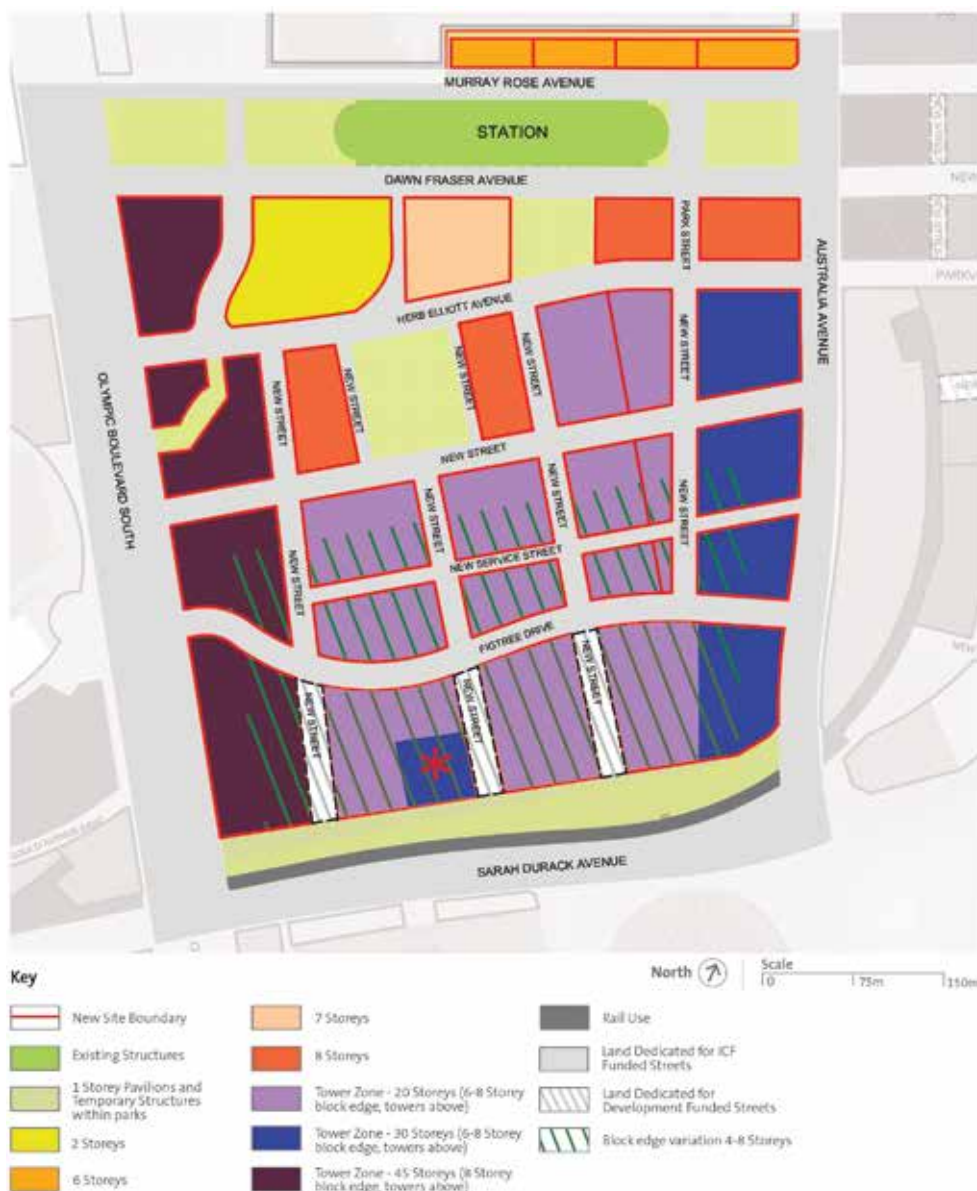 MURRAY ROSE AVENUE
STATION
DAWN FRASER AVENUE
NEW
PARK STREET
AUSTRALIA AVENUE
PARKV
HERB ELLIOTT AVENUE
NEW STREET
NEW STREET
NEW STREET
NEW STREET
NEW STREET
OLYMPIC BOULEVARD SOUTH
NEW STREET
NEW STREET
NEW STREET
NEW STREET
NEW SERVICE STREET
NEW STREET
FIGTREE DRIVE
NEW STREET
NEW STREET
NEW STREET
SARAH DURACK AVENUE
Key
North
Scale
0
75m
150m
New Site Boundary
Existing Structures
1 Storey Pavilions and
Temporary Structures
within parks
2 Storeys
6 Storeys
7 Storeys
8 Storeys
Tower Zone - 20 Storeys (6-8 Storey
block edge, towers above)
Tower Zone - 30 Storeys (6-8 Storey
block edge, towers above)
Tower Zone - 45 Storeys (8 Storey
block edge, towers above)
Rail Use
Land Dedicated for ICF
Funded Streets
Land Dedicated for
Development Funded Streets
Block edge variation 4-8 Storeys